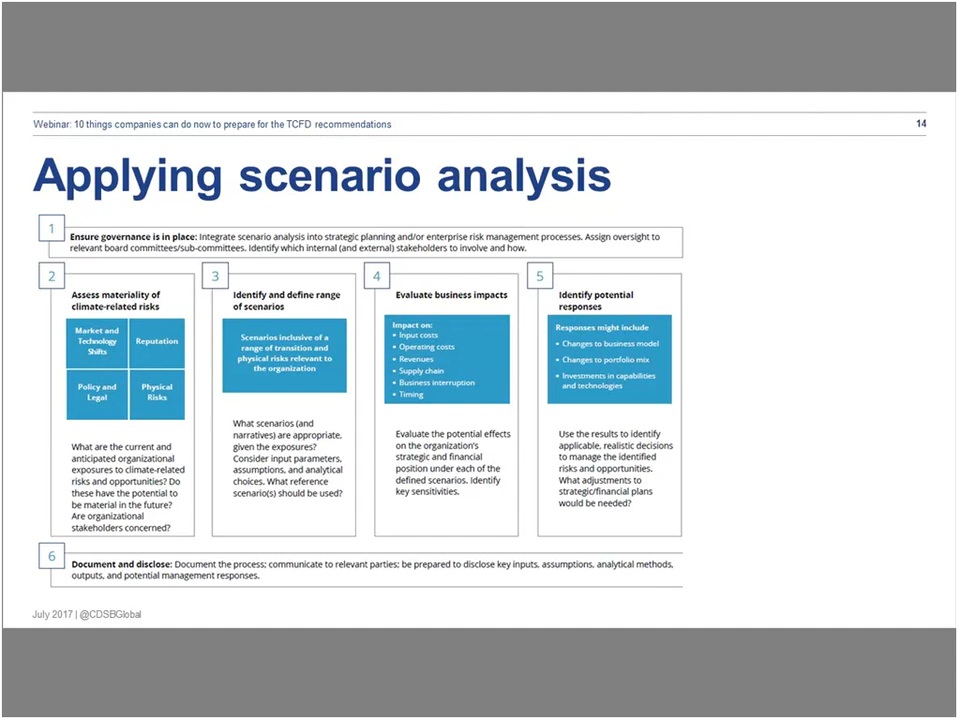 Webinar: 10 things companies can do now to prepare for the TCFD recommendations
14
Applying scenario analysis
1
Ensure governance is in place: Integrate scenario analysis into strategic planning and/or enterprise risk management processes. Assign oversight to
relevant board committees/sub-committees. Identify which internal (and external) stakeholders to involve and how.
2
Assess materiality of
climate-related risks
Market and
Technology
Shifts
Reputation
Policy and
Legal
Physical
Risks
What are the current and
anticipated organizational
exposures to climate-related
risks and opportunities? Do
these have the potential to
be material in the future?
Are organizational
stakeholders concerned?
3
Identify and define range
of scenarios
Scenarios inclusive of a
range of transition and
physical risks relevant to
the organization
What scenarios (and
narratives) are appropriate,
given the exposures?
Consider input parameters,
assumptions, and analytical
choices. What reference
scenario(s) should be used?
4
Evaluate business impacts
Impact on:
• Input costs
• Operating costs
• Revenues
• Supply chain
• Business interruption
• Timing
Evaluate the potential effects
on the organization's
strategic and financial
position under each of the
defined scenarios. Identify
key sensitivities.
5
Identify potential
responses
Responses might include
• Changes to business model
• Changes to portfolio mix
• Investments in capabilities
and technologies
Use the results to identify
applicable, realistic decisions
to manage the identified
risks and opportunities.
What adjustments to
strategic/financial plans
would be needed?
6
Document and disclose: Document the process; communicate to relevant parties; be prepared to disclose key inputs, assumptions, analytical methods,
outputs, and potential management responses.
July 2017 | @CDSBGlobal